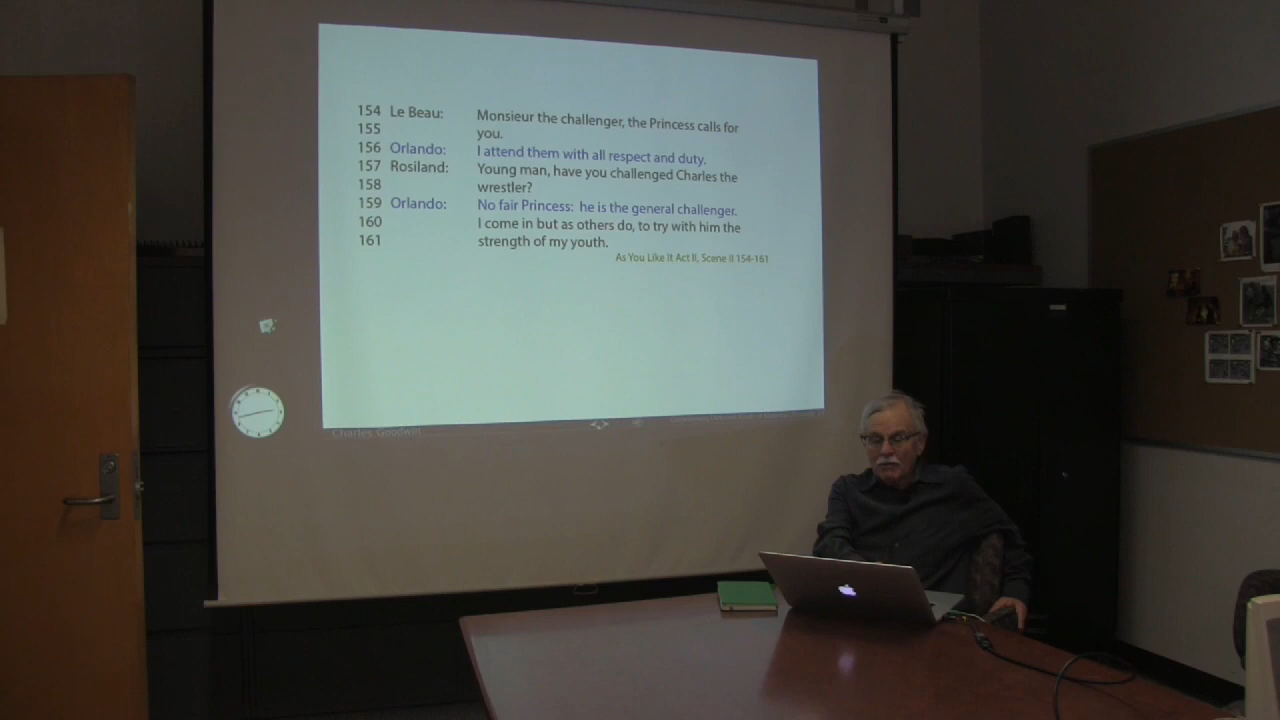 154 Le Beau: Monsieur the challenger, the Princess calls for
155 you.
156 Orlando: I attend them with all respect and duty.
157 Rosiland: Young man, have you challenged Charles the
158 wrestler?
159 Orlando: No fair Princess: he is the general challenger.
160 I come in but as others do, to try with him the
161 strength of my youth.
As You Like It Act II, Scene II 154-161
Charles Goodwin